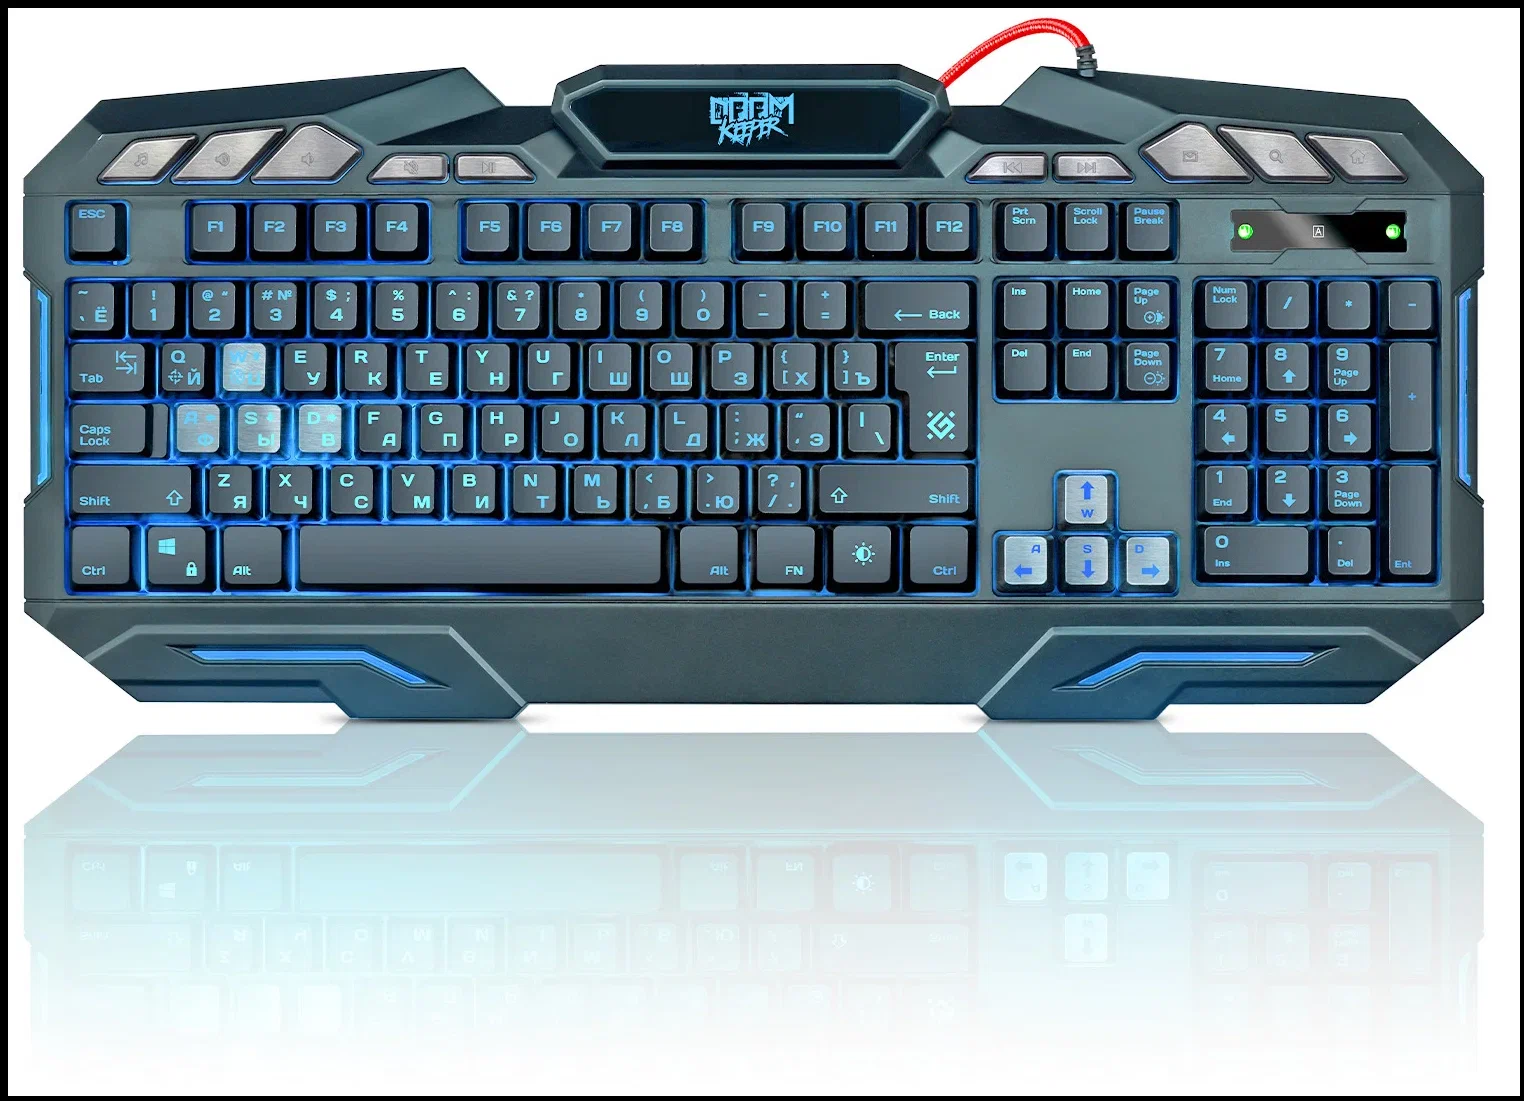 DOOM
KEEPER
ESC F1 F2 F3 F4 F5 F6 F7 F8 F9 F10 F11 F12 Prt Scrn Scroll Lock Pause Break
A
~ ` Ё ! 1 @ “ 2 # № 3 $ ; 4 % 5 ^ : 6 & ? 7 * 8 ( 9 ) 0 - – + = Back Ins Home Page Up Num Lock / * -
Tab Q Й W E У R К T Е Y Н U Г I Ш O Щ P З { [ Х } ] Ъ Enter Del End Page Down 7 Home 8 9 Page Up +
Caps Lock A Ф S Ы D В F А G П H Р J О K Л L Д : ; Ж “ ‘ Э | \ 4 5 6
Shift Z Я X Ч C С V М B И N Т M Ь < , Б > . Ю ? , / . Shift W 1 End 2 3 Page Down
Ctrl Alt Alt FN Ctrl A S D 0 Ins . Del Ent